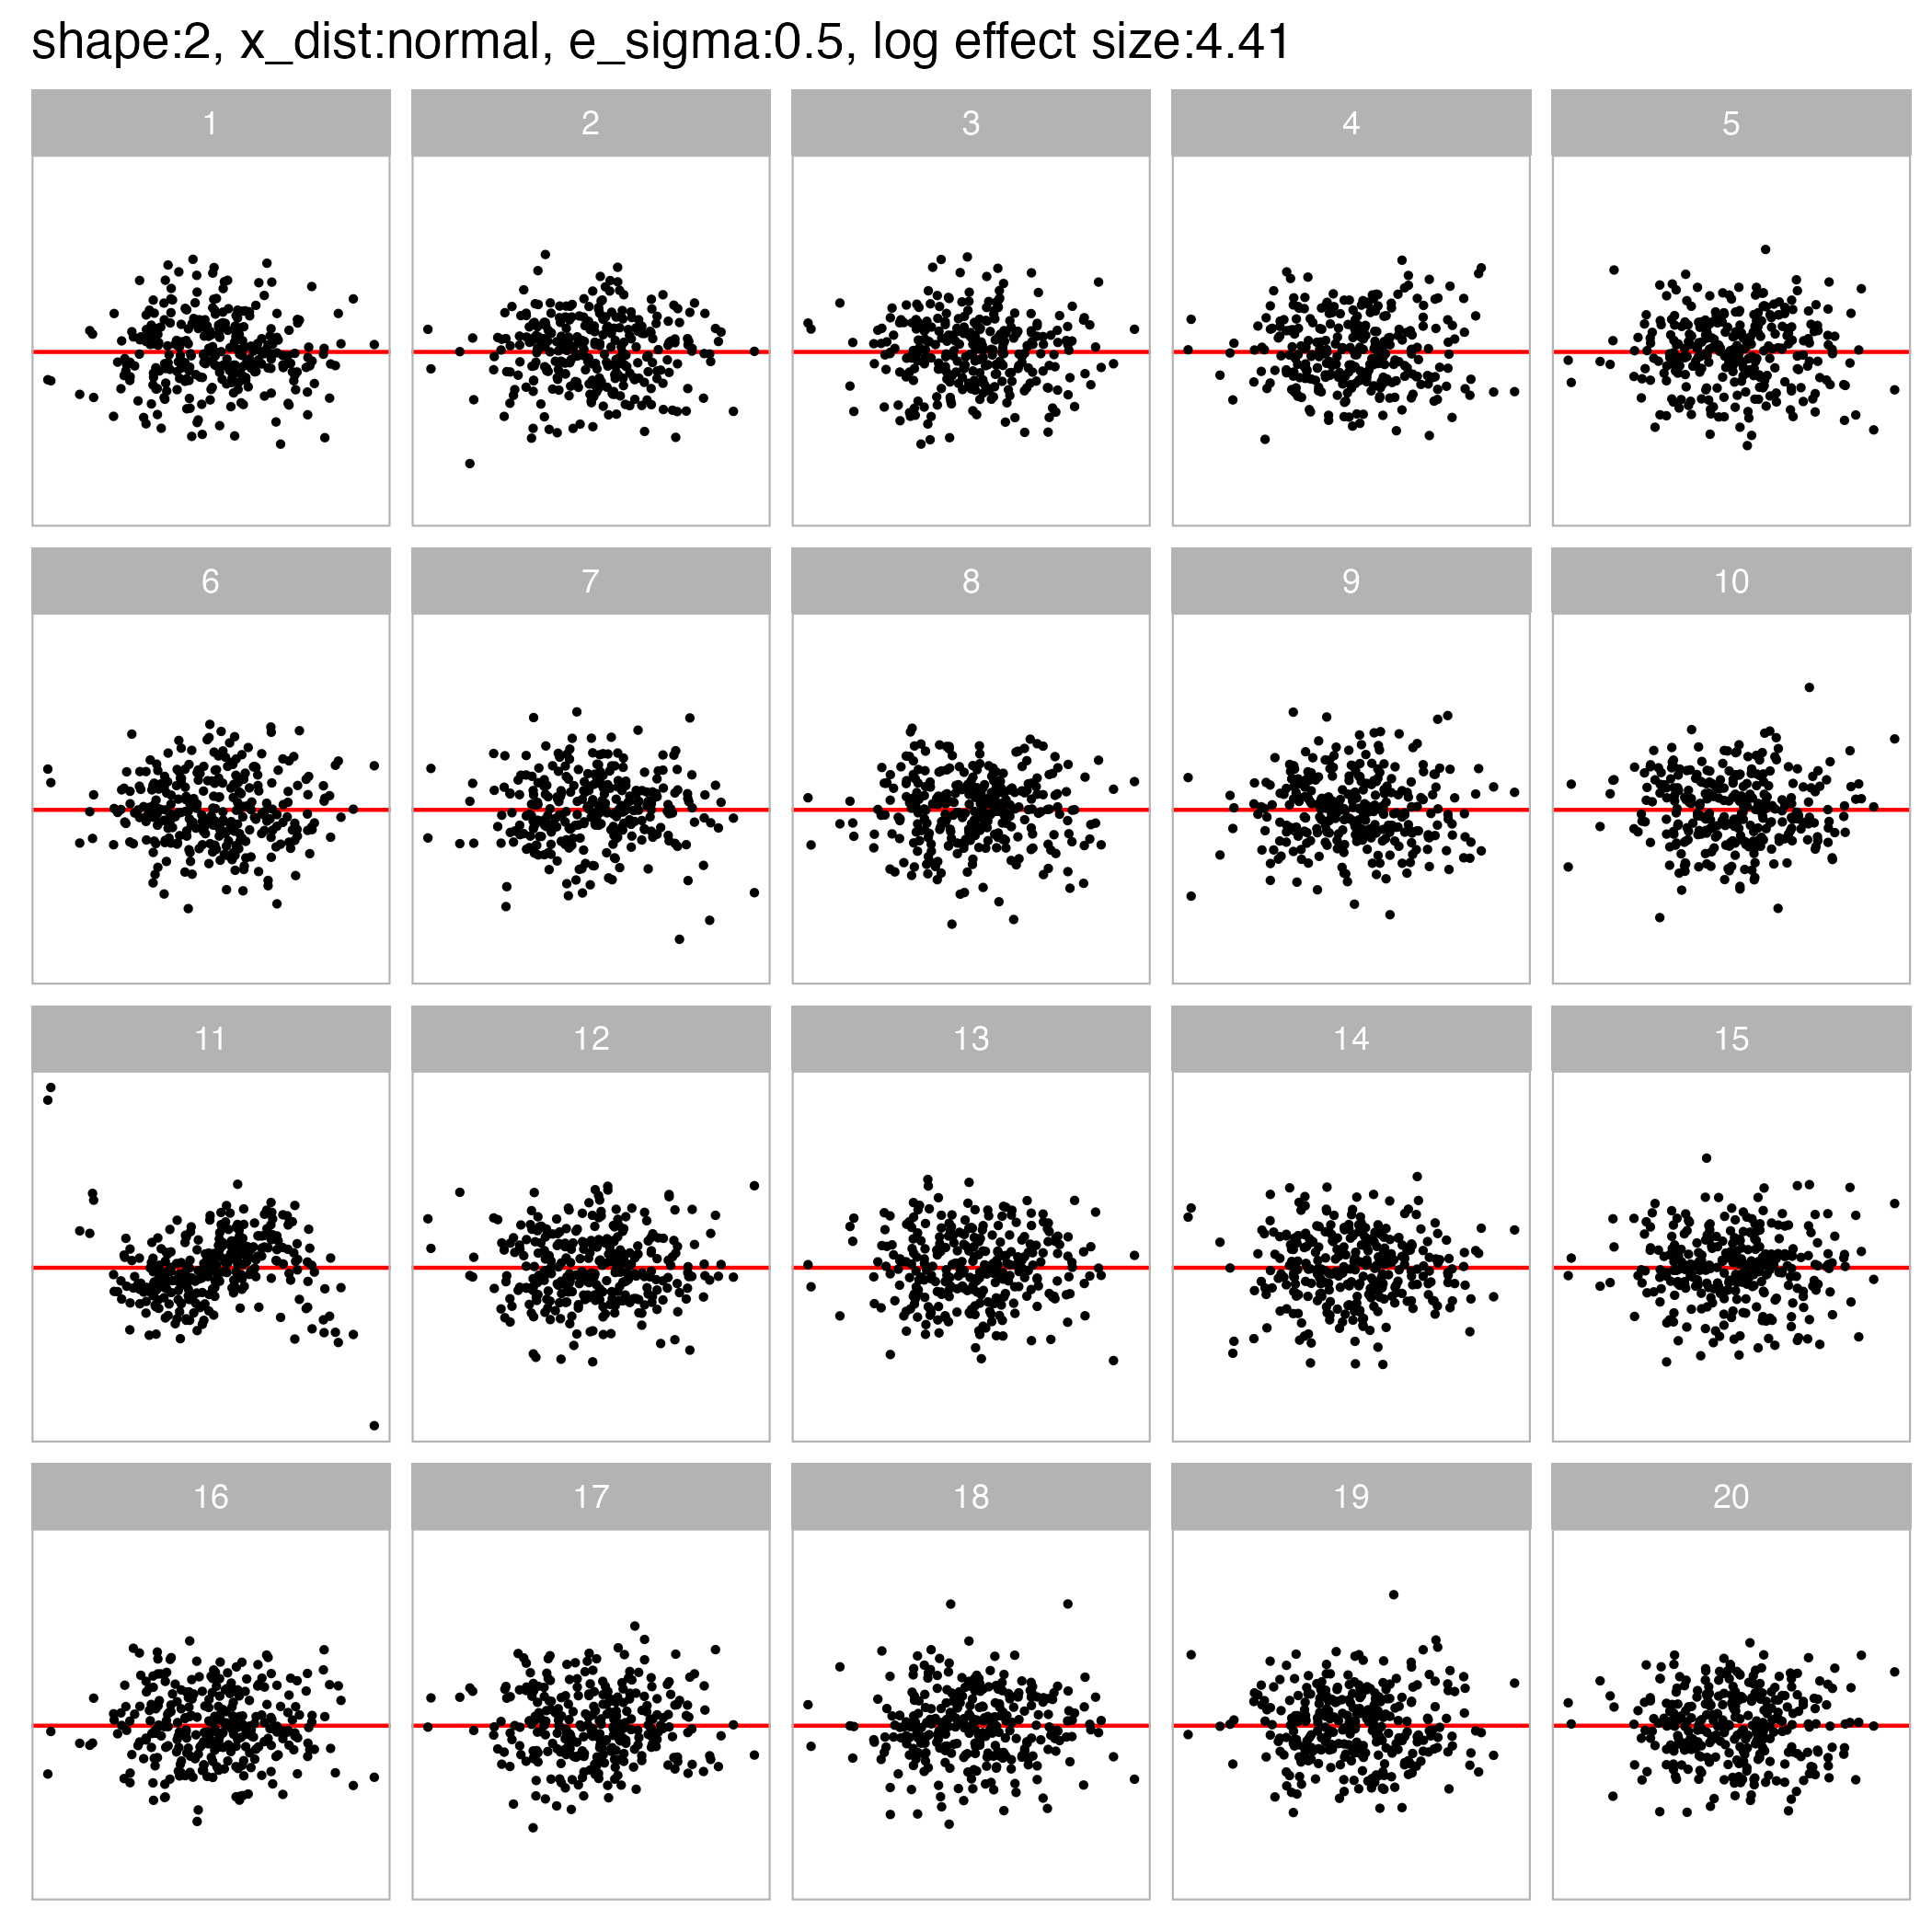 shape:2, x_dist:normal, e_sigma:0.5, log effect size:4.41
1 2 3 4 5
6 7 8 9 10
11 12 13 14 15
16 17 18 19 20